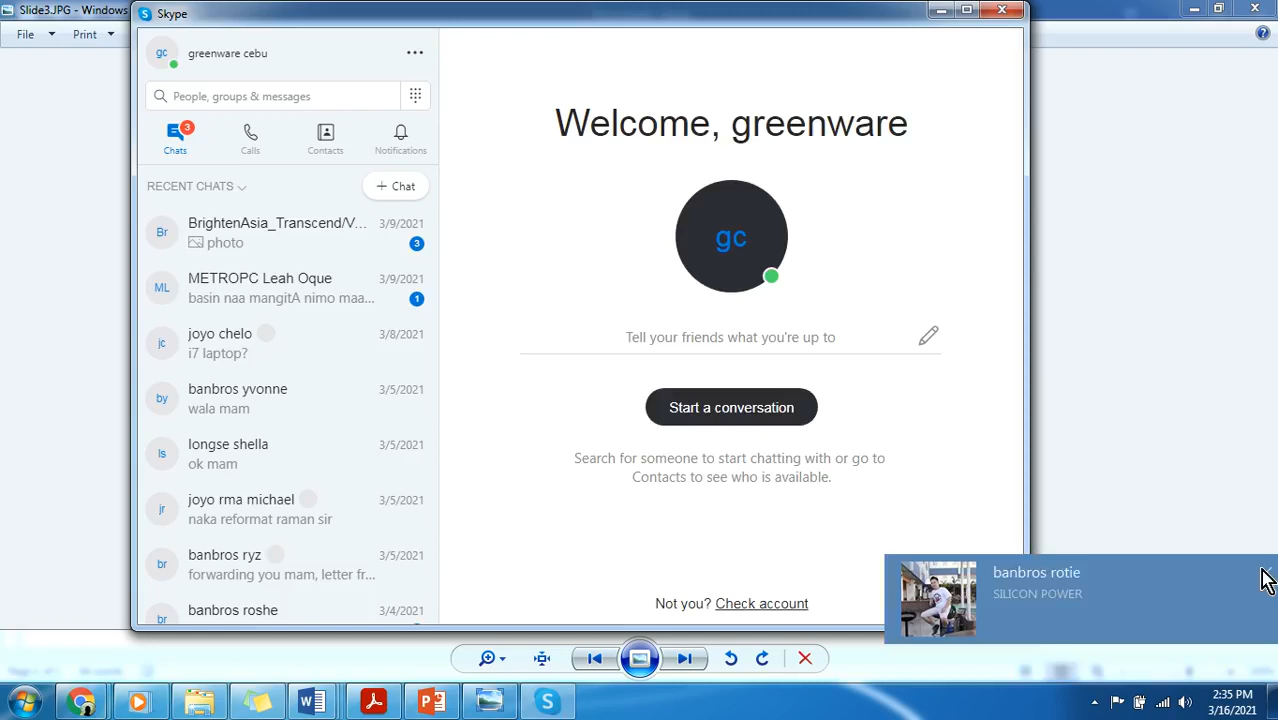 Slide3.JPG - Windows
Skype
File
Print
gc
greenware cebu
People, groups & messages
3
Chats
Calls
Contacts
Notifications
RECENT CHATS
+ Chat
Br
BrightenAsia_Transcend/V...
3/9/2021
photo
3
ML
METROPC Leah Oque
3/9/2021
basin naa mangitA nimo maa...
1
jc
joyo chelo
3/8/2021
i7 laptop?
by
banbros yvonne
3/5/2021
wala mam
ls
longse shella
3/5/2021
ok mam
jr
joyo rma michael
3/5/2021
naka reformat raman sir
br
banbros ryz
3/5/2021
forwarding you mam, letter fr...
br
banbros roshe
3/4/2021
Welcome, greenware
gc
Tell your friends what you're up to
Start a conversation
Search for someone to start chatting with or go to
Contacts to see who is available.
Not you? Check account
banbros rotie
SILICON POWER
2:35 PM
3/16/2021